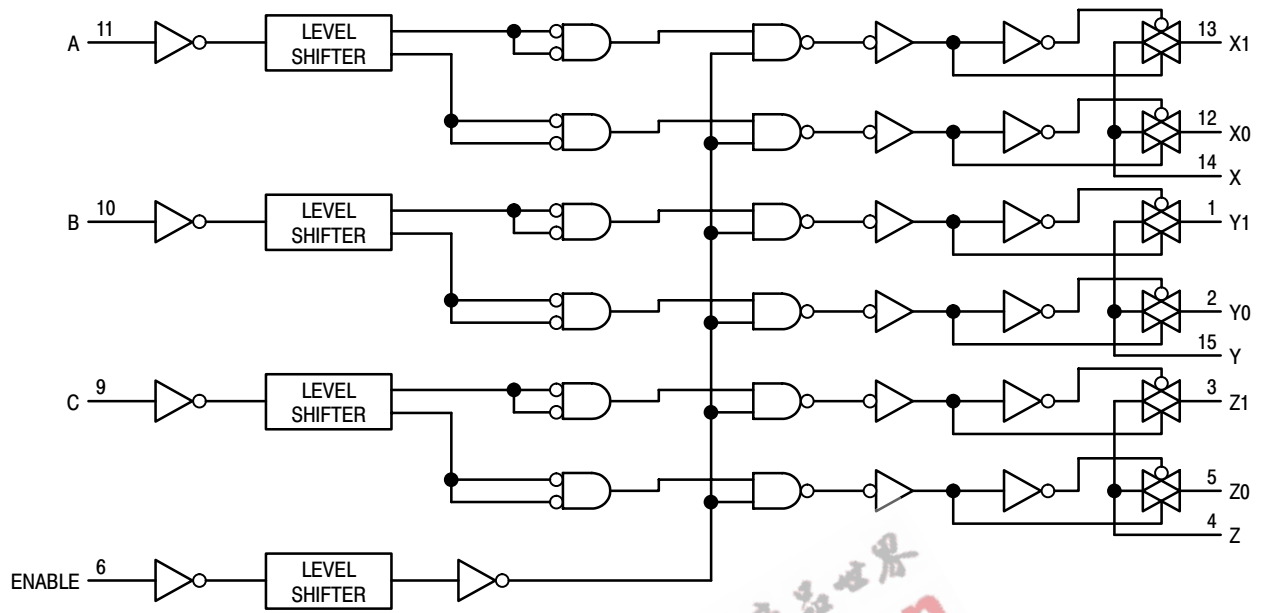 A 11 LEVEL SHIFTER 13 X1
12 X0
14 X
B 10 LEVEL SHIFTER 1 Y1
2 Y0
15 Y
C 9 LEVEL SHIFTER 3 Z1
5 Z0
4 Z
ENABLE 6 LEVEL SHIFTER